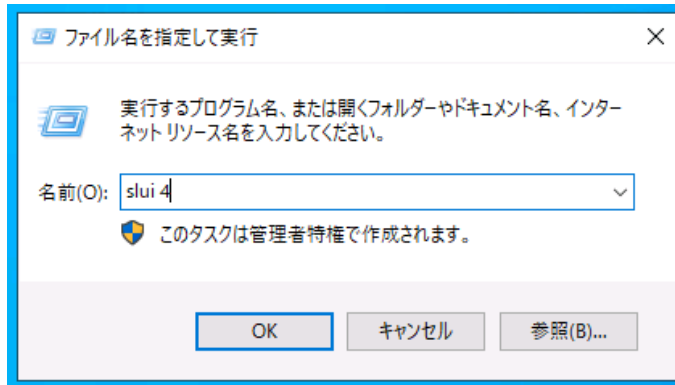 ファイル名を指定して実行
実行するプログラム名、または開くフォルダーやドキュメント名、インター
ネット リソース名を入力してください。
名前(O): slui 4
このタスクは管理者特権で作成されます。
OK キャンセル 参照(B)...